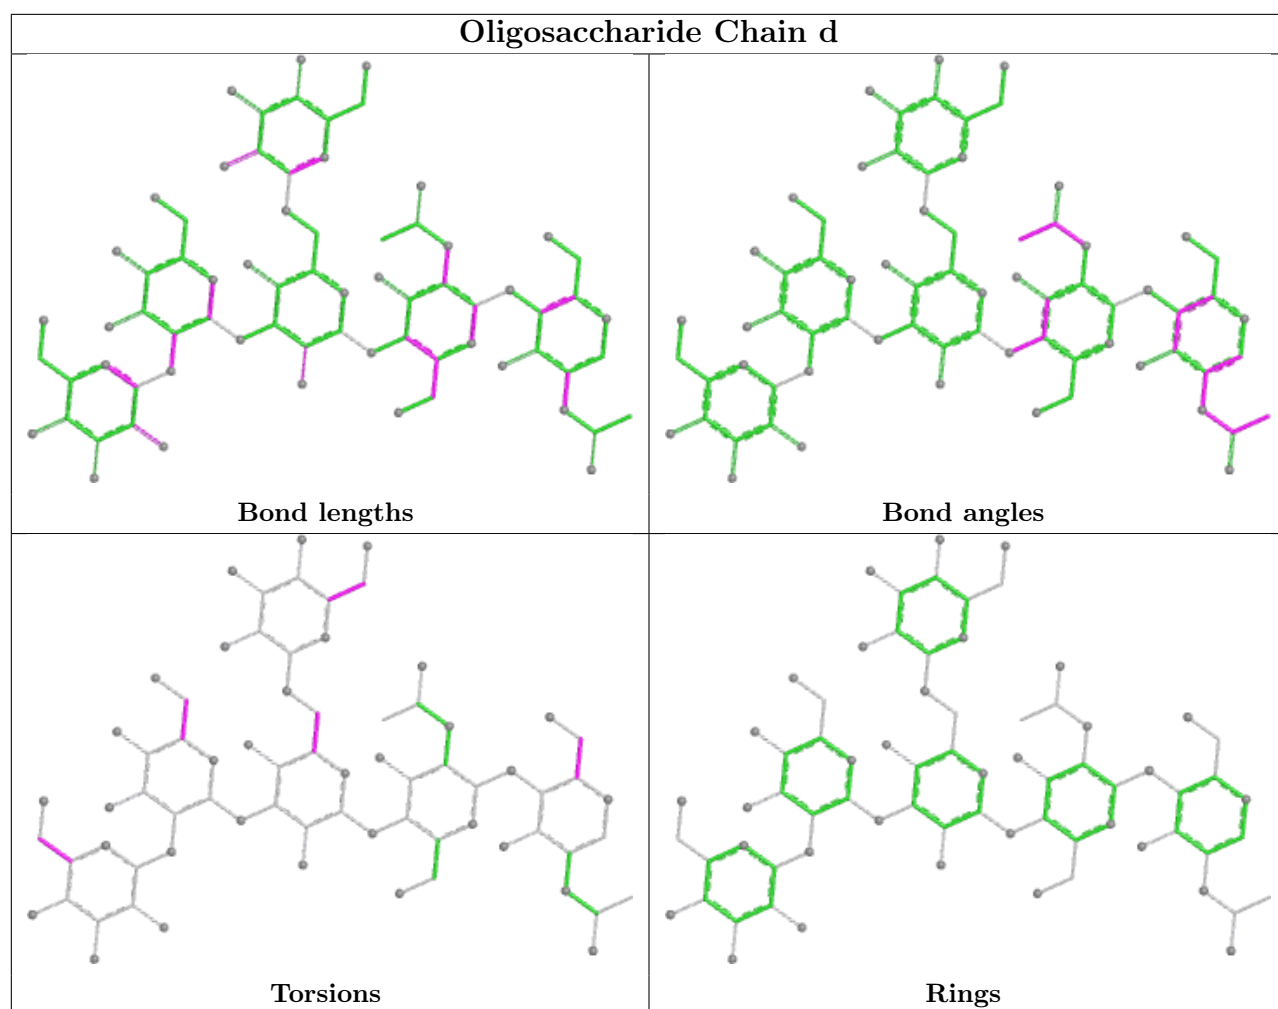 Oligosaccharide Chain d
Bond lengths
Bond angles
Torsions
Rings